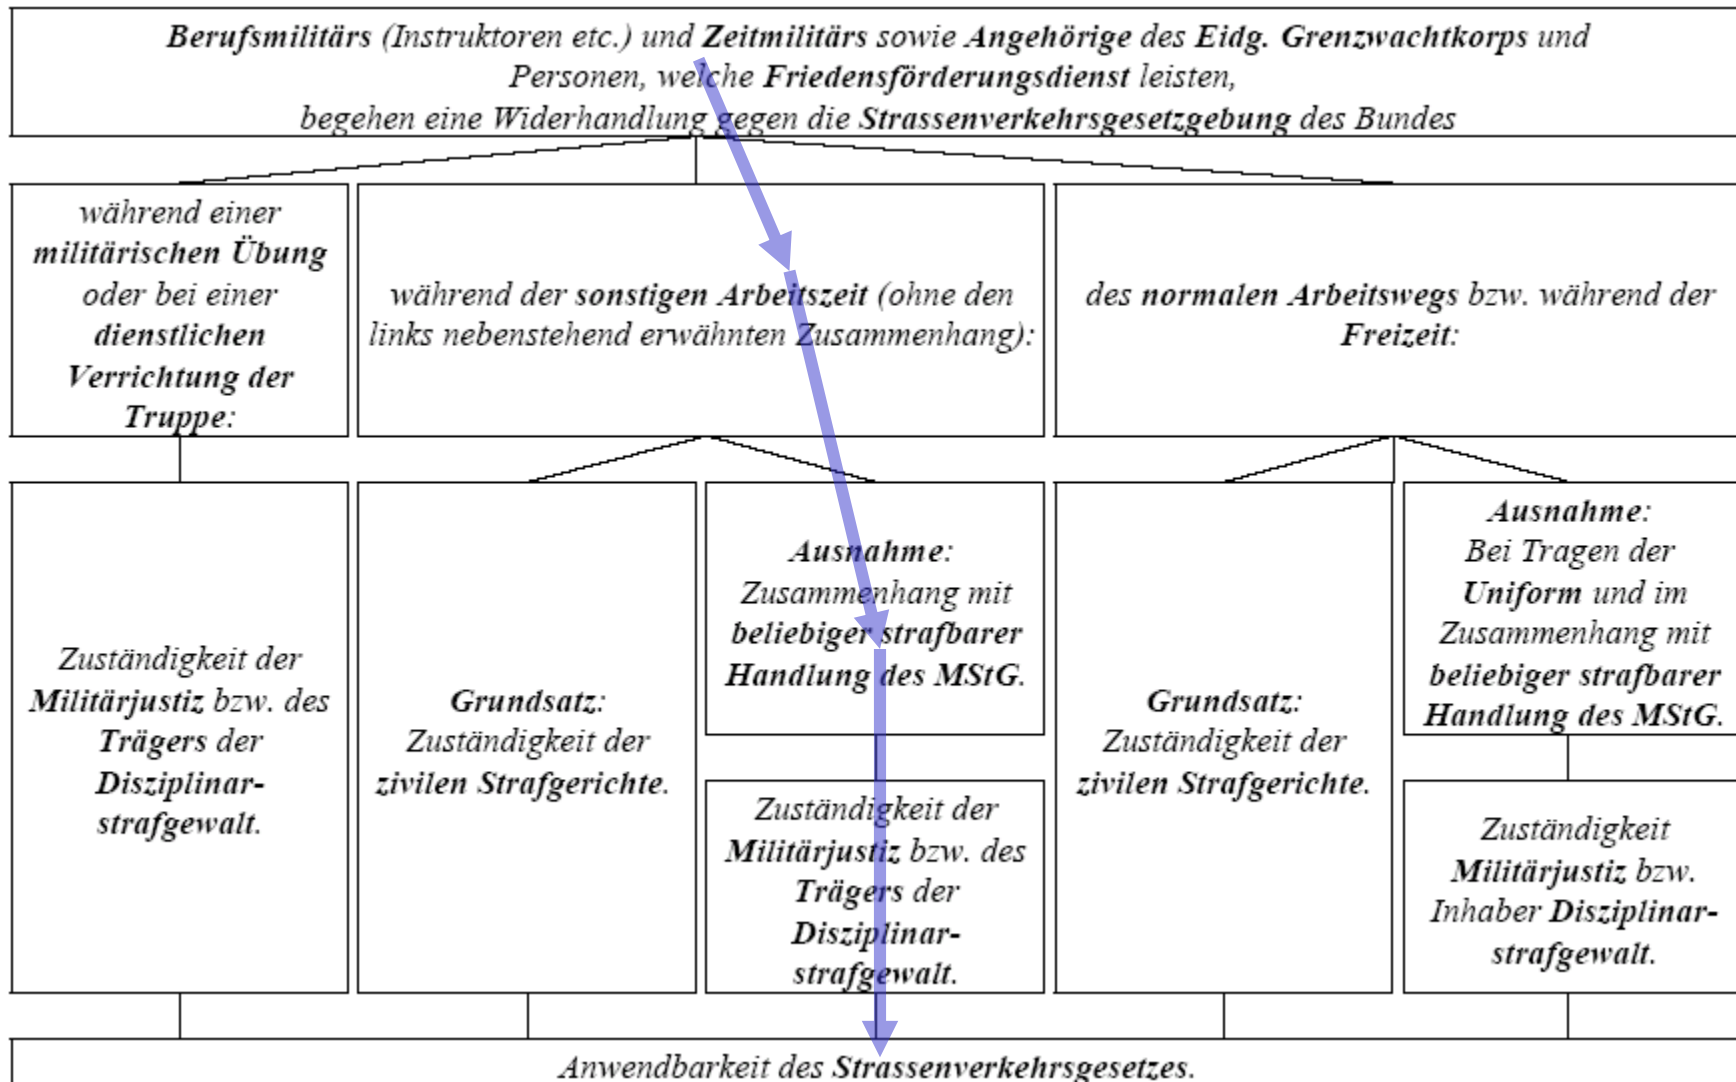 Berufsmilitärs (Instruktoren etc.) und Zeitmilitärs sowie Angehörige des Eidg. Grenzwachtkorps und
Personen, welche Friedensförderungsdienst leisten,
begehen eine Widerhandlung gegen die Strassenverkehrsgesetzgebung des Bundes
während einer
militärischen Übung
oder bei einer
dienstlichen
Verrichtung der
Truppe:
während der sonstigen Arbeitszeit (ohne den
links nebenstehend erwähnten Zusammenhang):
des normalen Arbeitswegs bzw. während der
Freizeit:
Zuständigkeit der
Militärjustiz bzw. des
Trägers der
Disziplinar-
strafgewalt.
Grundsatz:
Zuständigkeit der
zivilen Strafgerichte.
Ausnahme:
Zusammenhang mit
beliebiger strafbarer
Handlung des MStG.
Zuständigkeit der
Militärjustiz bzw. des
Trägers der
Disziplinar-
strafgewalt.
Grundsatz:
Zuständigkeit der
zivilen Strafgerichte.
Ausnahme:
Bei Tragen der
Uniform und im
Zusammenhang mit
beliebiger strafbarer
Handlung des MStG.
Zuständigkeit
Militärjustiz bzw.
Inhaber Disziplinar-
strafgewalt.
Anwendbarkeit des Strassenverkehrsgesetzes.